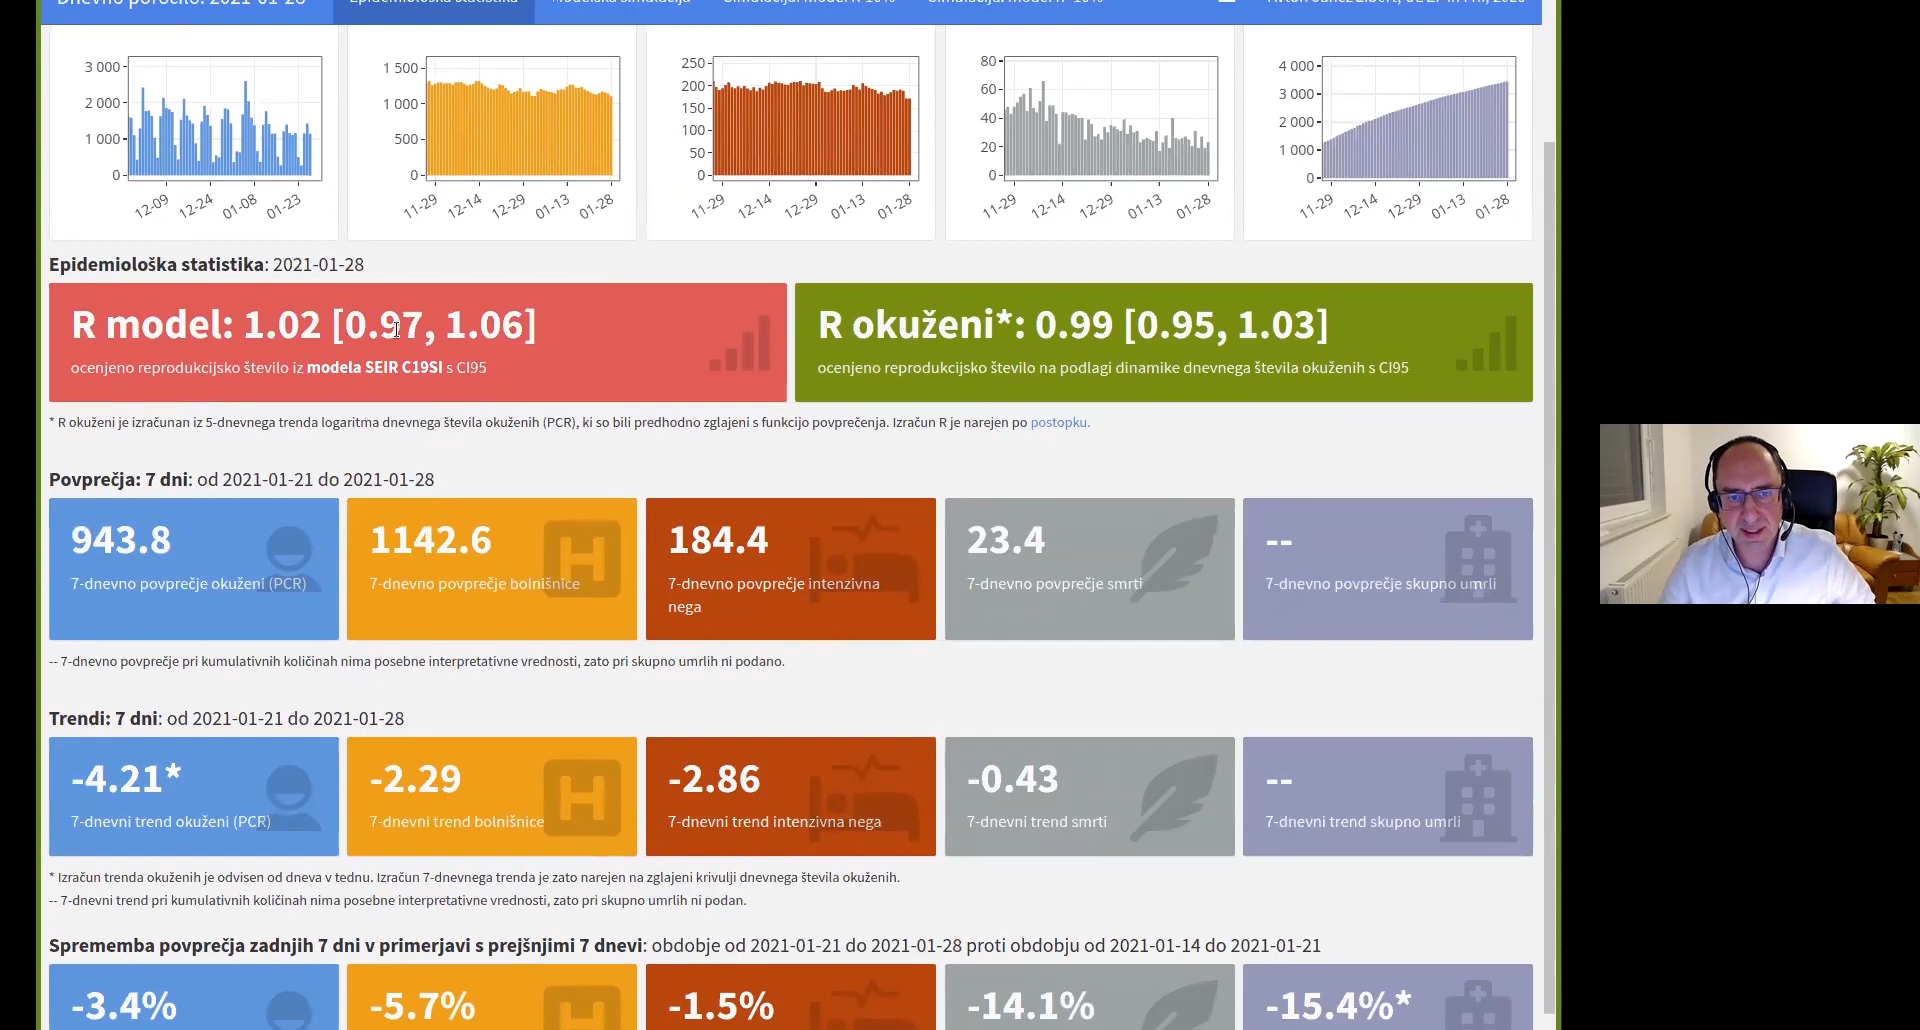 Dnevno poročilo: 2021-01-28 Epidemiološka statistika Modelska simulacija
3 000 2 000 1 000 0
12-09 12-24 01-08 01-23
1 500 1 000 500 0
11-29 12-14 12-29 01-13 01-28
250 200 150 100 50 0
11-29 12-14 12-29 01-13 01-28
80 60 40 20 0
11-29 12-14 12-29 01-13 01-28
4 000 3 000 2 000 1 000 0
11-29 12-14 12-29 01-13 01-28
Epidemiološka statistika: 2021-01-28
R model: 1.02 [0.97, 1.06]
ocenjeno reprodukcijsko število iz modela SEIR C19SI s CI95
R okuženi*: 0.99 [0.95, 1.03]
ocenjeno reprodukcijsko število na podlagi dinamike dnevnega števila okuženih s CI95
* R okuženi je izračunan iz 5-dnevnega trenda logaritma dnevnega števila okuženih (PCR), ki so bili predhodno zglajeni s funkcijo povprečenja. Izračun R je narejen po postopku.
Povprečja: 7 dni: od 2021-01-21 do 2021-01-28
943.8
7-dnevno povprečje okuženi (PCR)
1142.6
7-dnevno povprečje bolnišnice
184.4
7-dnevno povprečje intenzivna
nega
23.4
7-dnevno povprečje smrti
--
7-dnevno povprečje skupno umrli
-- 7-dnevno povprečje pri kumulativnih količinah nima posebne interpretativne vrednosti, zato pri skupno umrlih ni podano.
Trendi: 7 dni: od 2021-01-21 do 2021-01-28
-4.21*
7-dnevni trend okuženi (PCR)
-2.29
7-dnevni trend bolnišnice
-2.86
7-dnevni trend intenzivna nega
-0.43
7-dnevni trend smrti
--
7-dnevni trend skupno umrli
* Izračun trenda okuženih je odvisen od dneva v tednu. Izračun 7-dnevnega trenda je zato narejen na zglajeni krivulji dnevnega števila okuženih.
-- 7-dnevni trend pri kumulativnih količinah nima posebne interpretativne vrednosti, zato pri skupno umrlih ni podan.
Sprememba povprečja zadnjih 7 dni v primerjavi s prejšnjimi 7 dnevi: obdobje od 2021-01-21 do 2021-01-28 proti obdobju od 2021-01-14 do 2021-01-21
-3.4%
-5.7%
-1.5%
-14.1%
-15.4%*